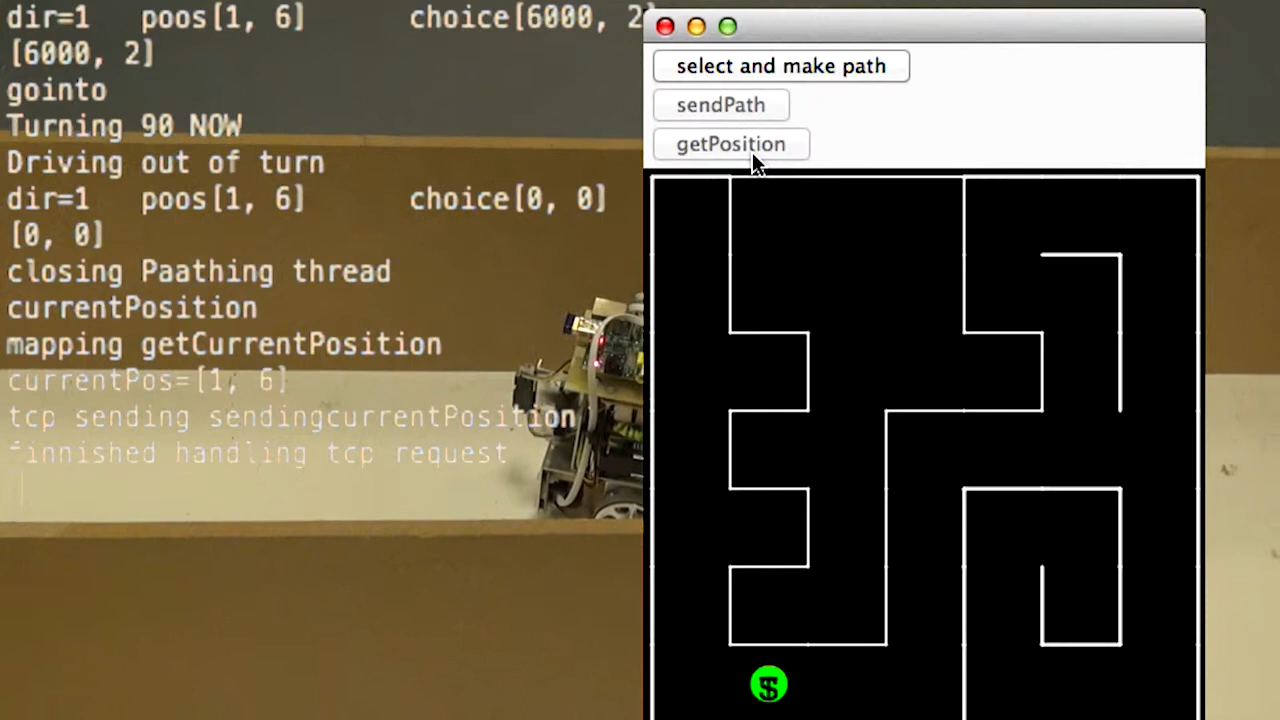 dir=1 poos[1, 6] choice[6000, 2
[6000, 2]
gointo
Turning 90 NOW
Driving out of turn
dir=1 poos[1, 6] choice[0, 0]
[0, 0]
closing Paathing thread
currentPosition
mapping getCurrentPosition
currentPos=[1, 6]
tcp sending sendingcurrentPosition
finnished handling tcp request
select and make path
sendPath
getPosition